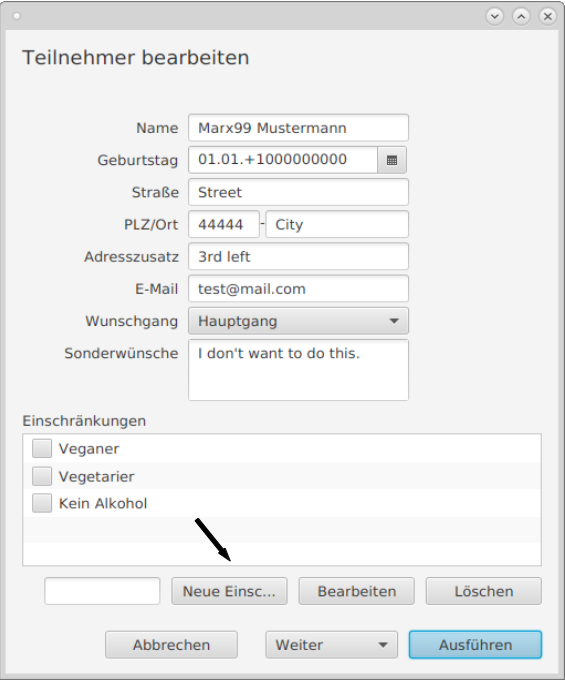 Teilnehmer bearbeiten
Name Marx99 Mustermann
Geburtstag 01.01.+1000000000
Straße Street
PLZ/Ort 44444 - City
Adresszusatz 3rd left
E-Mail test@mail.com
Wunschgang Hauptgang
Sonderwünsche I don't want to do this.
Einschränkungen
Veganer
Vegetarier
Kein Alkohol
Neue Einsc... Bearbeiten Löschen
Abbrechen Weiter Ausführen